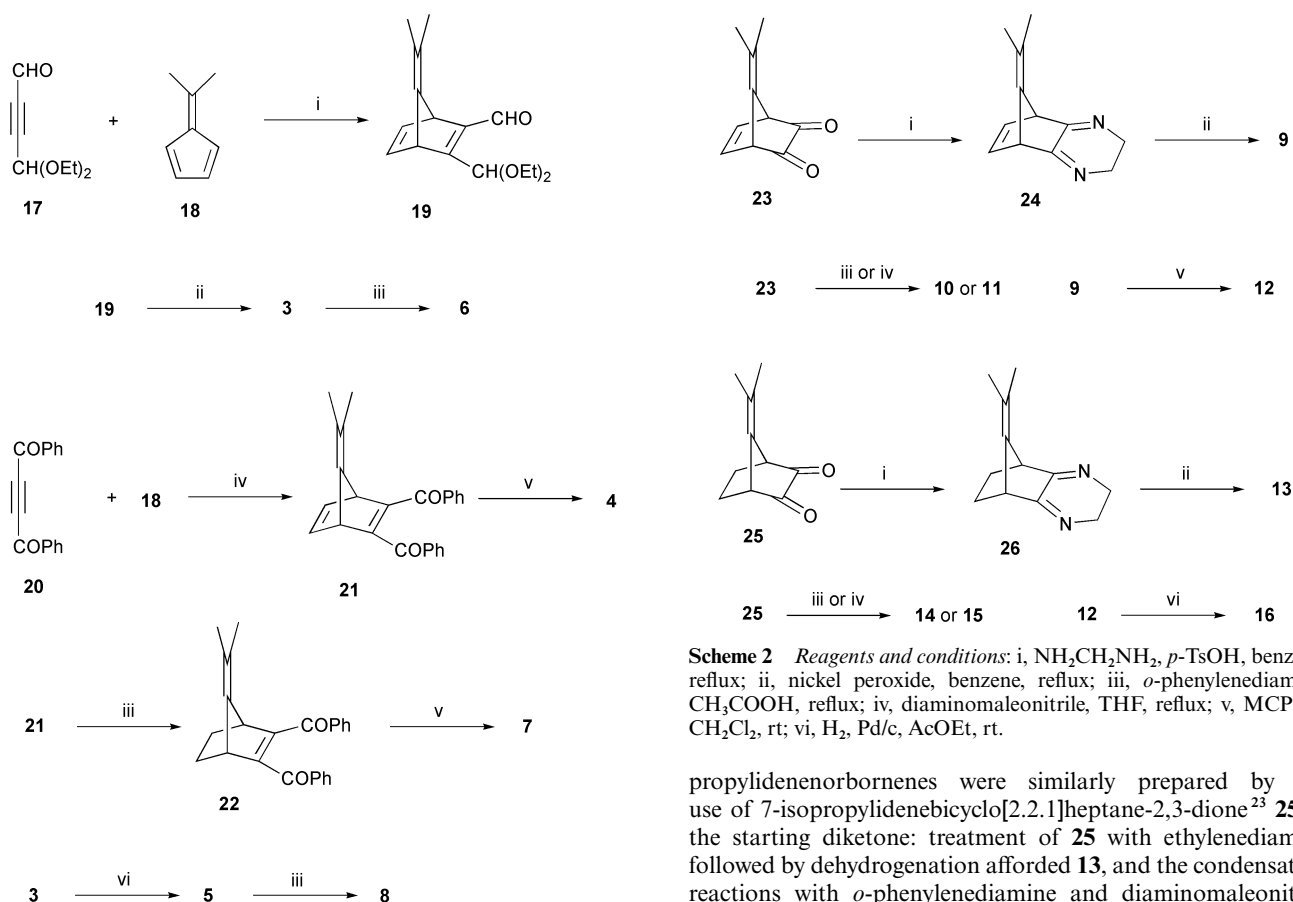 CHO
CH(OEt)₂
17
+
18
i
CHO
CH(OEt)₂
19
19 ii 3 iii 6
COPh
COPh
20
+ 18
iv
COPh
COPh
21
v
4
21
iii
COPh
COPh
22
v
7
3 vi 5 iii 8
O
O
23
i
N
N
24
ii
9
23 iii or iv 10 or 11 9 v 12
O
O
25
i
N
N
26
ii
13
25 iii or iv 14 or 15 12 vi 16
Scheme 2 Reagents and conditions: i, NH₂CH₂NH₂, p-TsOH, benz
reflux; ii, nickel peroxide, benzene, reflux; iii, o-phenylenediam
CH₃COOH, reflux; iv, diaminomaleonitrile, THF, reflux; v, MCP
CH₂Cl₂, rt; vi, H₂, Pd/c, AcOEt, rt.
propylidenenorbornenes were similarly prepared by
use of 7-isopropylidenebicyclo[2.2.1]heptane-2,3-dione²³ 25
the starting diketone: treatment of 25 with ethylenediam
followed by dehydrogenation afforded 13, and the condensat
reactions with o-phenylenediamine and diaminomaleonit